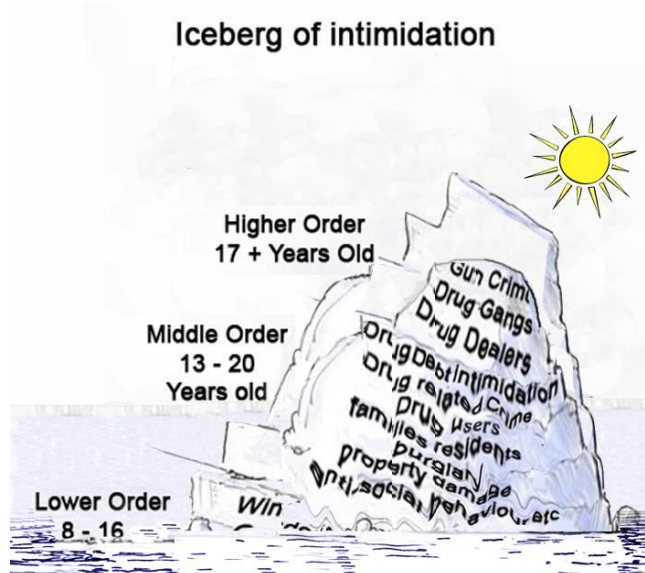 Iceberg of intimidation
Higher Order
17 + Years Old
Gun Crime
Drug Gangs
Drug Dealers
Middle Order
13 - 20
Years old
Drug Debt Intimidation
Drug related Crime
Drug users
families residents
burglary
property damage
anti-social behaviour etc
Lower Order
8 - 16